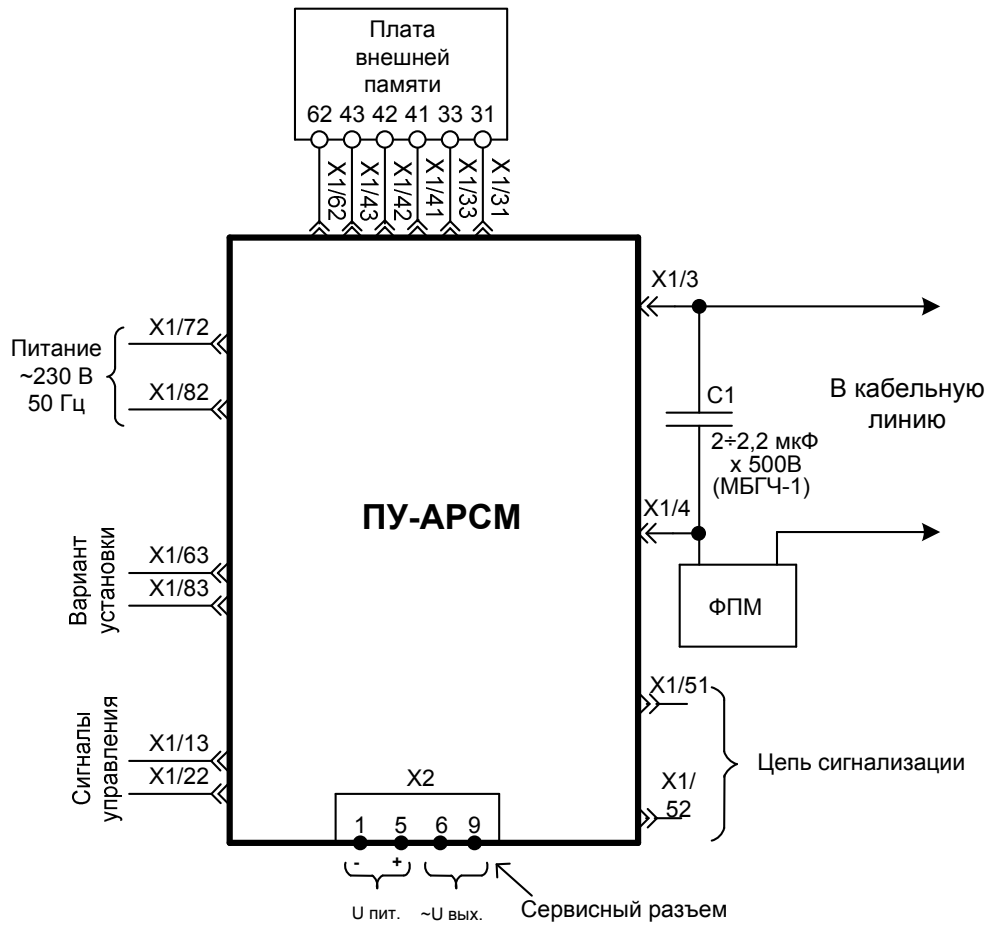 Плата
внешней
памяти
62 43 42 41 33 31
X1/62
X1/43
X1/42
X1/41
X1/33
X1/31
X1/3
X1/72
Питание
~230 В
50 Гц
X1/82
C1
2÷2,2 мкФ
x 500В
(МБГЧ-1)
В кабельную
линию
ПУ-АРСМ
X1/4
ФПМ
Вариант
установки
X1/63
X1/83
X1/51
Сигналы
управления
X1/13
X1/22
Цепь сигнализации
X1/
52
X2
1 5 6 9
- +
U пит. ~U вых.
Сервисный разъем